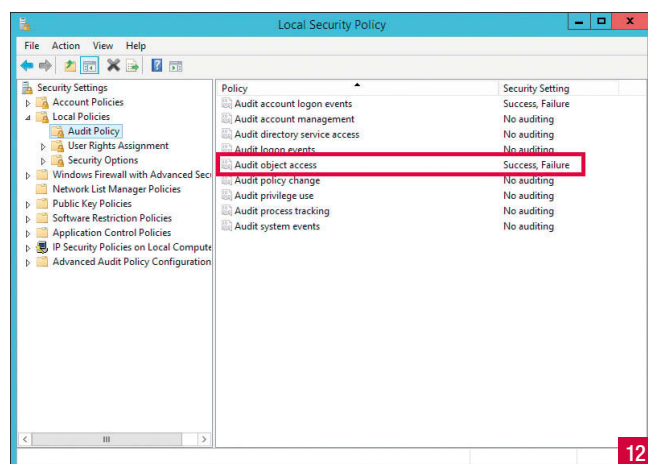 Local Security Policy
File Action View Help
Security Settings
Account Policies
Local Policies
Audit Policy
User Rights Assignment
Security Options
Windows Firewall with Advanced Secu
Network List Manager Policies
Public Key Policies
Software Restriction Policies
Application Control Policies
IP Security Policies on Local Compute
Advanced Audit Policy Configuration
Policy Security Setting
Audit account logon events Success, Failure
Audit account management No auditing
Audit directory service access No auditing
Audit logon events No auditing
Audit object access Success, Failure
Audit policy change No auditing
Audit privilege use No auditing
Audit process tracking No auditing
Audit system events No auditing
12